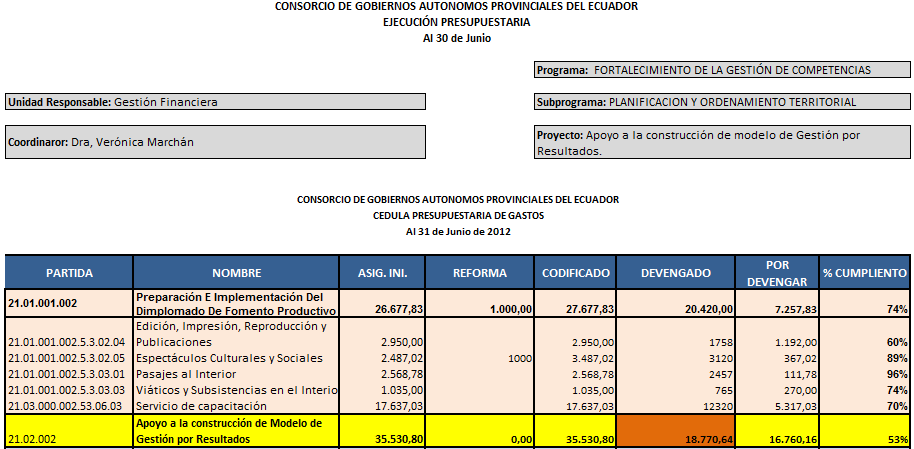 CONSORCIO DE GOBIERNOS AUTONOMOS PROVINCIALES DEL ECUADOR
EJECUCIÓN PRESUPUESTARIA
Al 30 de Junio
Programa: FORTALECIMIENTO DE LA GESTIÓN DE COMPETENCIAS
Unidad Responsable: Gestión Financiera
Subprograma: PLANIFICACION Y ORDENAMIENTO TERRITORIAL
Coordinaror: Dra, Verónica Marchán
Proyecto: Apoyo a la construcción de modelo de Gestión por
Resultados.
CONSORCIO DE GOBIERNOS AUTONOMOS PROVINCIALES DEL ECUADOR
CEDULA PRESUPUESTARIA DE GASTOS
Al 31 de Junio de 2012
PARTIDA NOMBRE ASIG. INI. REFORMA CODIFICADO DEVENGADO POR DEVENGAR % CUMPLIENTO
21.01.001.002 Preparación E Implementación Del
Dimplomado De Fomento Productivo 26.677,83 1.000,00 27.677,83 20.420,00 7.257,83 74%
Edición, Impresión, Reproducción y
21.01.001.002.5.3.02.04 Publicaciones 2.950,00 2.950,00 1758 1.192,00 60%
21.01.001.002.5.3.02.05 Espectáculos Culturales y Sociales 2.487,02 1000 3.487,02 3120 367,02 89%
21.01.001.002.5.3.03.01 Pasajes al Interior 2.568,78 2.568,78 2457 111,78 96%
21.01.001.002.5.3.03.03 Viáticos y Subsistencias en el Interio 1.035,00 1.035,00 765 270,00 74%
21.03.000.002.53.06.03 Servicio de capacitación 17.637,03 17.637,03 12320 5.317,03 70%
Apoyo a la construcción de Modelo de
21.02.002 Gestión por Resultados 35.530,80 0,00 35.530,80 18.770,64 16.760,16 53%